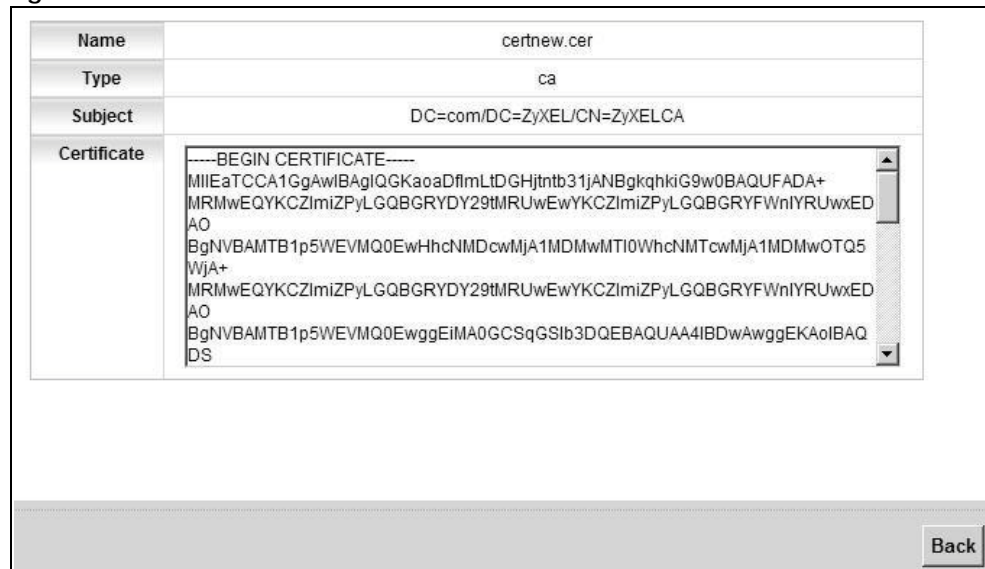 Name certnew.cer
Type ca
Subject DC=com/DC=ZyXEL/CN=ZyXELCA
Certificate
-----BEGIN CERTIFICATE-----
MIIEaTCCA1GgAwIBAgIQGKaoaDfImLtDGHjtntb31jANBgkqhkiG9w0BAQUFADA+
MRMwEQYKCZImiZPyLGQBGRYDY29tMRUwEwYKCZImiZPyLGQBGRYFWnlYRUwxED
AO
BgNVBAMTB1p5WEVMQ0EwHhcNMDcwMjA1MDMwMTI0WhcNMTcwMjA1MDMwOTQ5
WjA+
MRMwEQYKCZImiZPyLGQBGRYDY29tMRUwEwYKCZImiZPyLGQBGRYFWnlYRUwxED
AO
BgNVBAMTB1p5WEVMQ0EwggEiMA0GCSqGSIb3DQEBAQUAA4IBDwAwggEKAoIBAQ
DS
Back